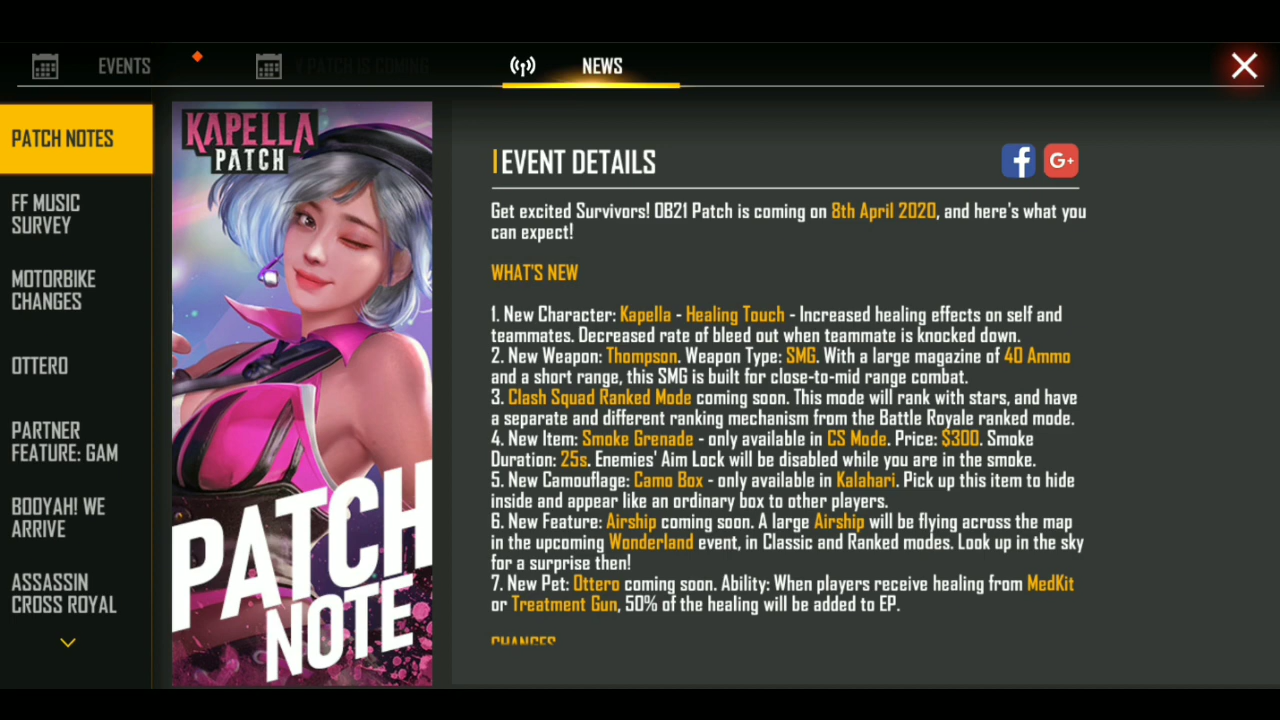 EVENTS
PATCH IS COMING
NEWS
PATCH NOTES
FF MUSIC
SURVEY
MOTORBIKE
CHANGES
OTTERO
PARTNER
FEATURE: GAM
BOOYAH! WE
ARRIVE
ASSASSIN
CROSS ROYAL
KAPELLA
PATCH
PATCH
NOTE
EVENT DETAILS
f
G+
Get excited Survivors! OB21 Patch is coming on 8th April 2020, and here's what you
can expect!
WHAT'S NEW
1. New Character: Kapella - Healing Touch - Increased healing effects on self and
teammates. Decreased rate of bleed out when teammate is knocked down.
2. New Weapon: Thompson. Weapon Type: SMG. With a large magazine of 40 Ammo
and a short range, this SMG is built for close-to-mid range combat.
3. Clash Squad Ranked Mode coming soon. This mode will rank with stars, and have
a separate and different ranking mechanism from the Battle Royale ranked mode.
4. New Item: Smoke Grenade - only available in CS Mode. Price: $300. Smoke
Duration: 25s. Enemies' Aim Lock will be disabled while you are in the smoke.
5. New Camouflage: Camo Box - only available in Kalahari. Pick up this item to hide
inside and appear like an ordinary box to other players.
6. New Feature: Airship coming soon. A large Airship will be flying across the map
in the upcoming Wonderland event, in Classic and Ranked modes. Look up in the sky
for a surprise then!
7. New Pet: Ottero coming soon. Ability: When players receive healing from MedKit
or Treatment Gun, 50% of the healing will be added to EP.
CHANGES